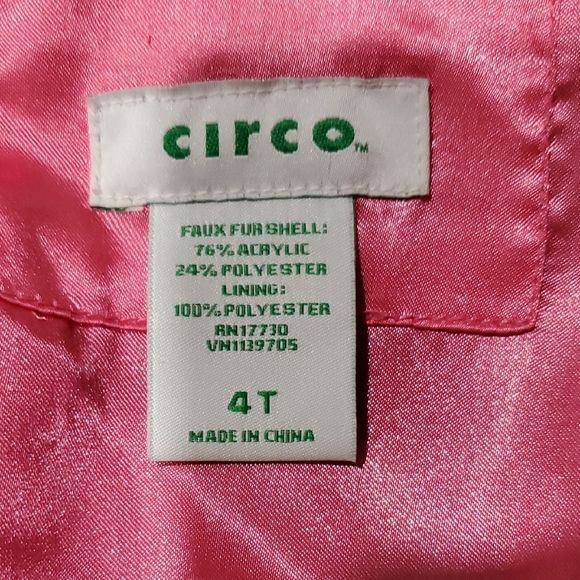 circo™
FAUX FUR SHELL:
76% ACRYLIC
24% POLYESTER
LINING:
100% POLYESTER
RN17730
VN1139705
4T
MADE IN CHINA